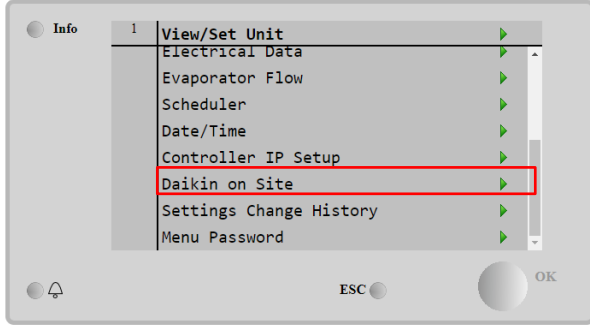 Info
1
View/Set Unit
Electrical Data
Evaporator Flow
Scheduler
Date/Time
Controller IP Setup
Daikin on Site
Settings Change History
Menu Password
ESC
OK